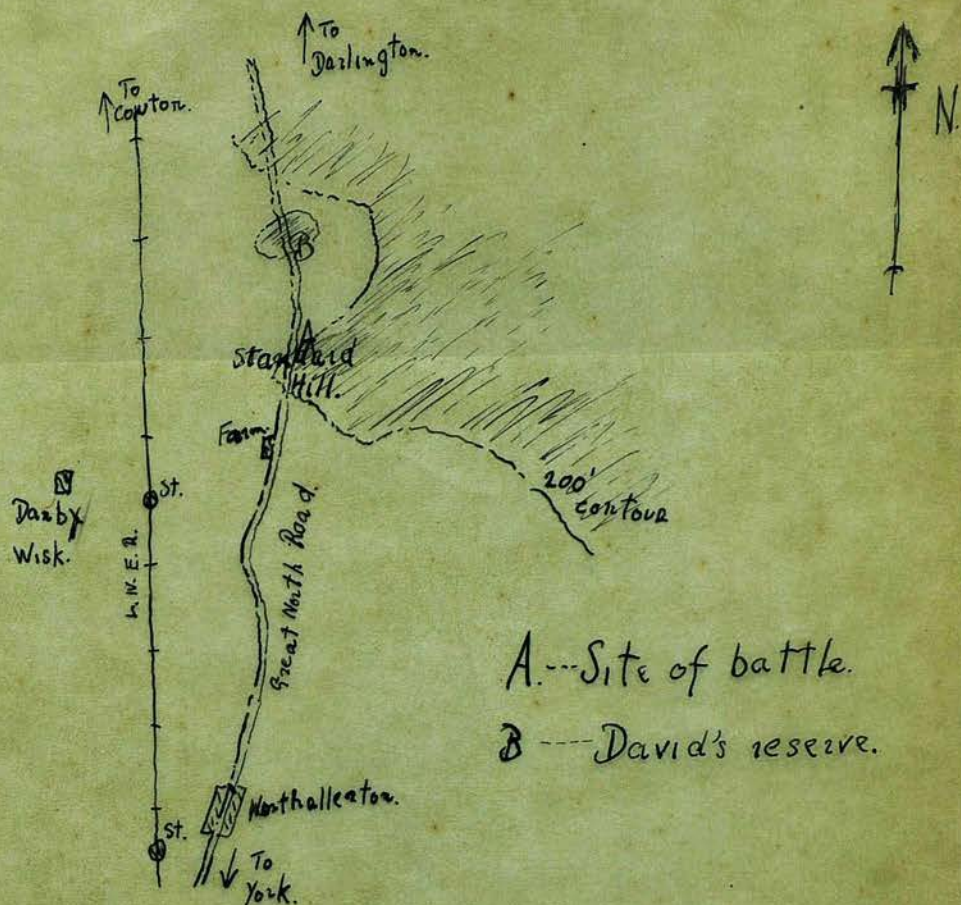 To
Darlington.
To
Cowton.
N.
B
A
Standard
Hill.
Farm.
200'
contour
St.
Danby
Wisk.
L.N.E.R.
Great North Road.
A.---Site of battle.
B ----David's reserve.
Northallerton.
St.
To
York.